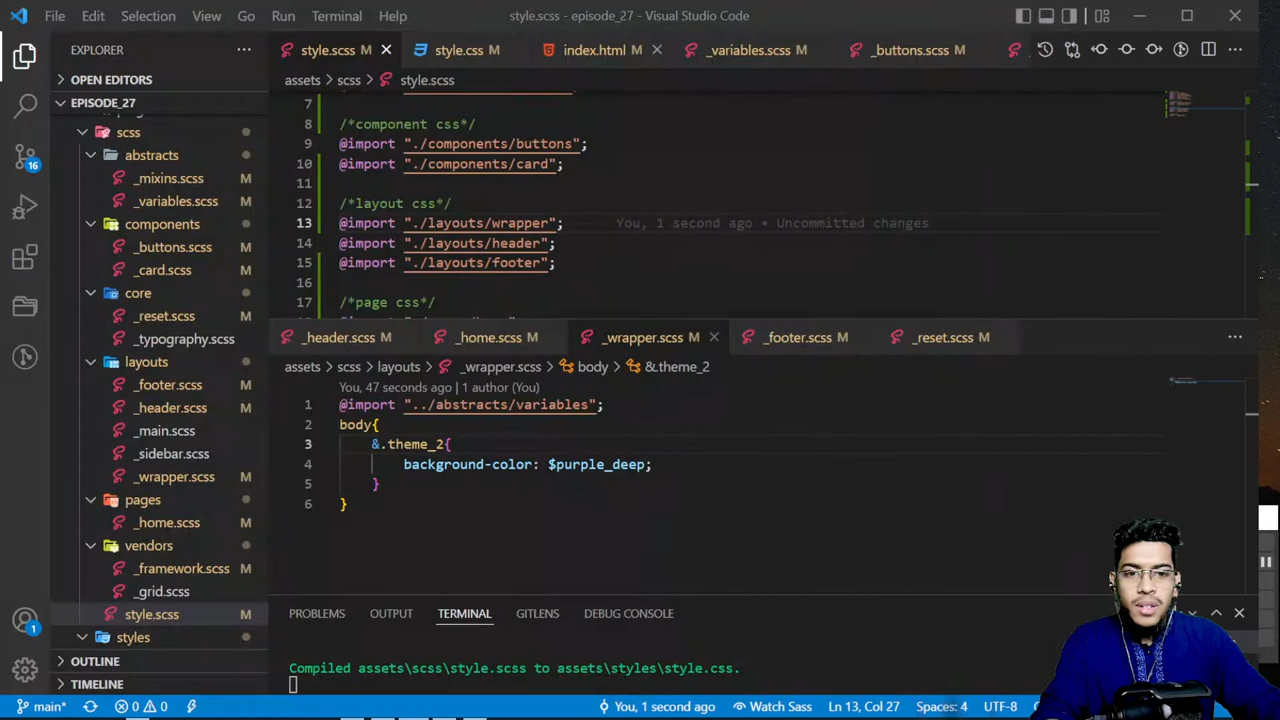 File Edit Selection View Go Run Terminal Help style.scss - episode_27 - Visual Studio Code
EXPLORER
style.scss M style.css M index.html M _variables.scss M _buttons.scss M
OPEN EDITORS
assets scss style.scss
EPISODE_27
scss
abstracts
_mixins.scss M
_variables.scss M
components
_buttons.scss M
_card.scss M
core
_reset.scss M
_typography.scss M
layouts
_footer.scss M
_header.scss M
_main.scss M
_sidebar.scss M
_wrapper.scss M
pages
_home.scss M
vendors
_framework.scss M
_grid.scss M
style.scss M
styles
OUTLINE
TIMELINE
16
1
7
8 /*component css*/
9 @import "./components/buttons";
10 @import "./components/card";
11
12 /*layout css*/
13 @import "./layouts/wrapper"; You, 1 second ago • Uncommitted changes
14 @import "./layouts/header";
15 @import "./layouts/footer";
16
17 /*page css*/
_header.scss M _home.scss M _wrapper.scss M _footer.scss M _reset.scss M
assets scss layouts _wrapper.scss body &.theme_2
You, 47 seconds ago | 1 author (You)
1 @import "../abstracts/variables";
2 body{
3 &.theme_2{
4 background-color: $purple_deep;
5 }
6 }
PROBLEMS OUTPUT TERMINAL GITLENS DEBUG CONSOLE
Compiled assets\scss\style.scss to assets\styles\style.css.
main* 0 0 You, 1 second ago Watch Sass Ln 13, Col 27 Spaces: 4 UTF-8